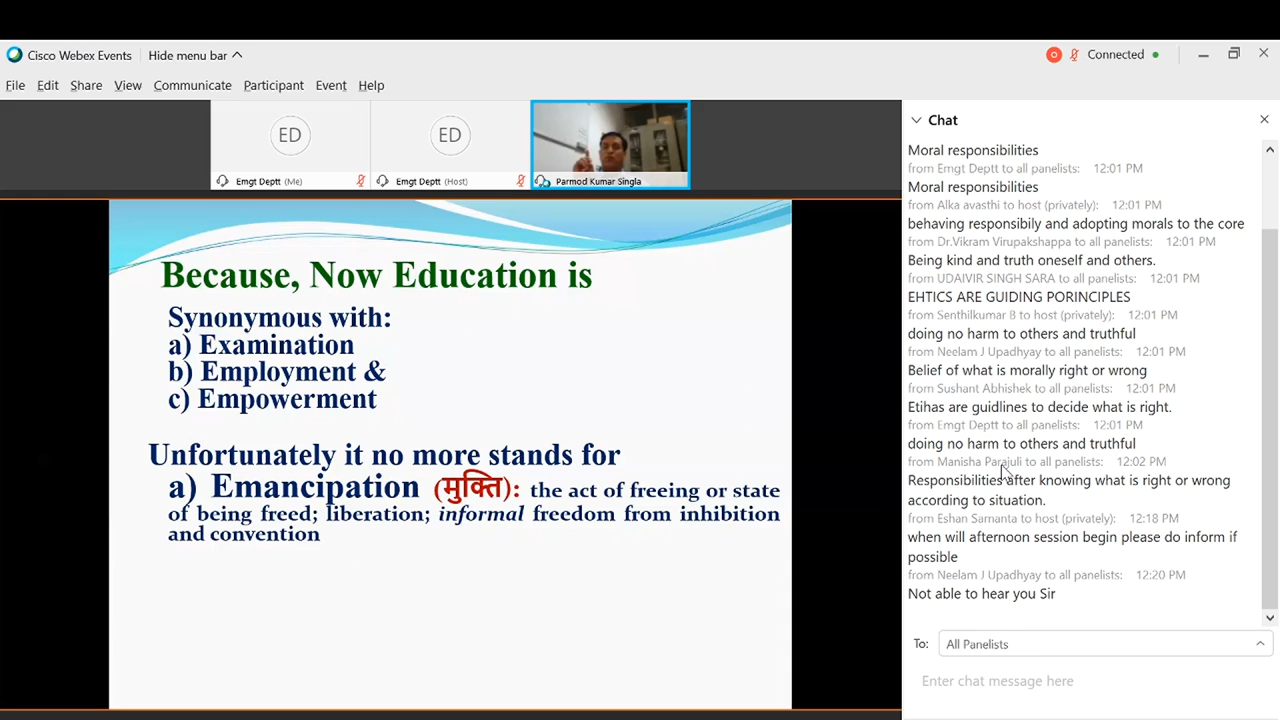 Cisco Webex Events
Hide menu bar
Connected
File Edit Share View Communicate Participant Event Help
ED
ED
Emgt Deptt (Me)
Emgt Deptt (Host)
Parmod Kumar Singla
Because, Now Education is
Synonymous with:
a) Examination
b) Employment &
c) Empowerment
Unfortunately it no more stands for
a) Emancipation (मुक्ति): the act of freeing or state
of being freed; liberation; informal freedom from inhibition
and convention
Chat
Moral responsibilities
from Emgt Deptt to all panelists: 12:01 PM
Moral responsibilities
from Alka avasthi to host (privately): 12:01 PM
behaving responsibily and adopting morals to the core
from Dr.Vikram Virupakshappa to all panelists: 12:01 PM
Being kind and truth oneself and others.
from UDAIVIR SINGH SARA to all panelists: 12:01 PM
EHTICS ARE GUIDING PORINCIPLES
from Senthilkumar B to host (privately): 12:01 PM
doing no harm to others and truthful
from Neelam J Upadhyay to all panelists: 12:01 PM
Belief of what is morally right or wrong
from Sushant Abhishek to all panelists: 12:01 PM
Etihas are guidlines to decide what is right.
from Emgt Deptt to all panelists: 12:01 PM
doing no harm to others and truthful
from Manisha Parajuli to all panelists: 12:02 PM
Responsibilities after knowing what is right or wrong
according to situation.
from Eshan Samanta to host (privately): 12:18 PM
when will afternoon session begin please do inform if
possible
from Neelam J Upadhyay to all panelists: 12:20 PM
Not able to hear you Sir
To: All Panelists
Enter chat message here